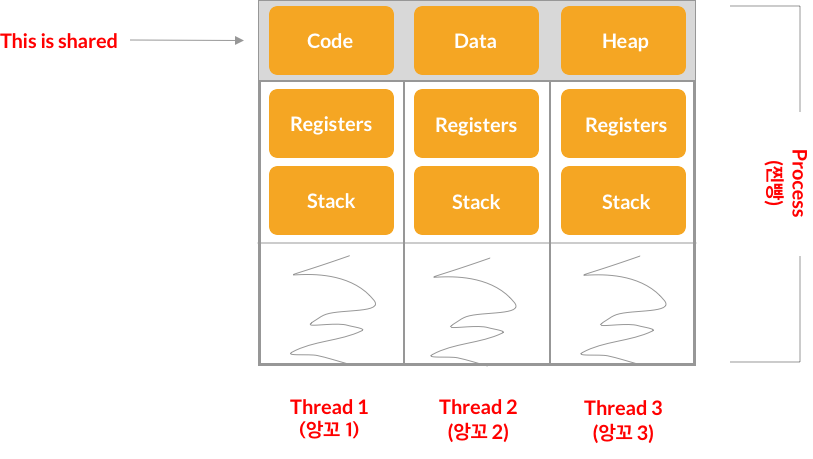 This is shared
Code Data Heap
Registers Registers Registers
Stack Stack Stack
Process
(찐빵)
Thread 1 Thread 2 Thread 3
(앙꼬 1) (앙꼬 2) (앙꼬 3)